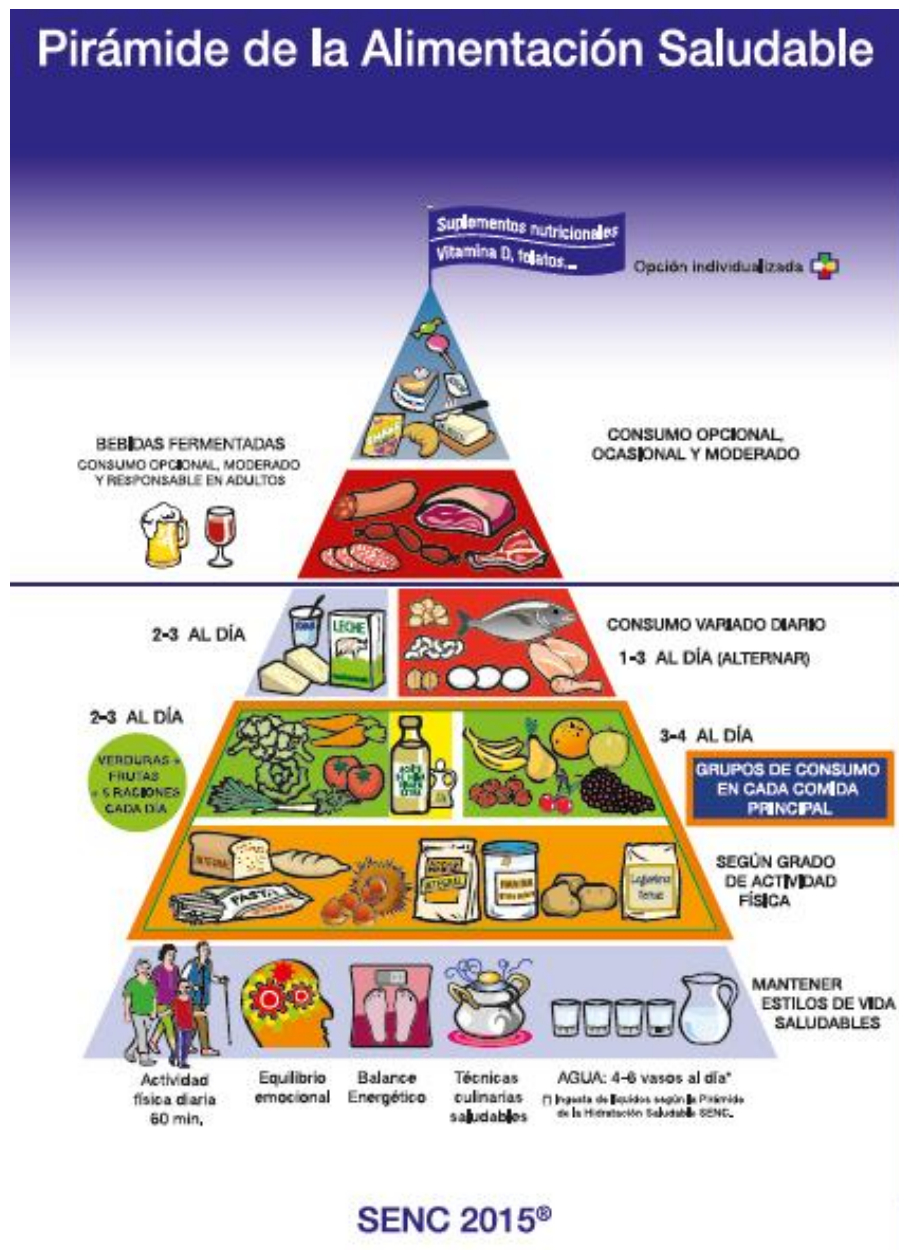 Pirámide de la Alimentación Saludable
Suplementos nutricionales
Vitamina D, folatos...
Opción individualizada
BEBIDAS FERMENTADAS
CONSUMO OPCIONAL, MODERADO
Y RESPONSABLE EN ADULTOS
CONSUMO OPCIONAL,
OCASIONAL Y MODERADO
2-3 AL DÍA
LECHE
CONSUMO VARIADO DIARIO
1-3 AL DÍA (ALTERNAR)
2-3 AL DÍA
VERDURAS +
FRUTAS
= 5 RACIONES
CADA DÍA
ACEITE
DE OLIVA
VIRGEN
EXTRA
3-4 AL DÍA
GRUPOS DE CONSUMO
EN CADA COMIDA
PRINCIPAL
INTEGRAL
PASTA
INTEGRAL
SEGÚN GRADO
DE ACTIVIDAD
FÍSICA
MANTENER
ESTILOS DE VIDA
SALUDABLES
Actividad
física diaria
60 min.
Equilibrio
emocional
Balance
Energético
Técnicas
culinarias
saludables
AGUA: 4-6 vasos al día*
(*) Ingesta de líquidos según la Pirámide
de la Hidratación Saludable SENC.
SENC 2015®